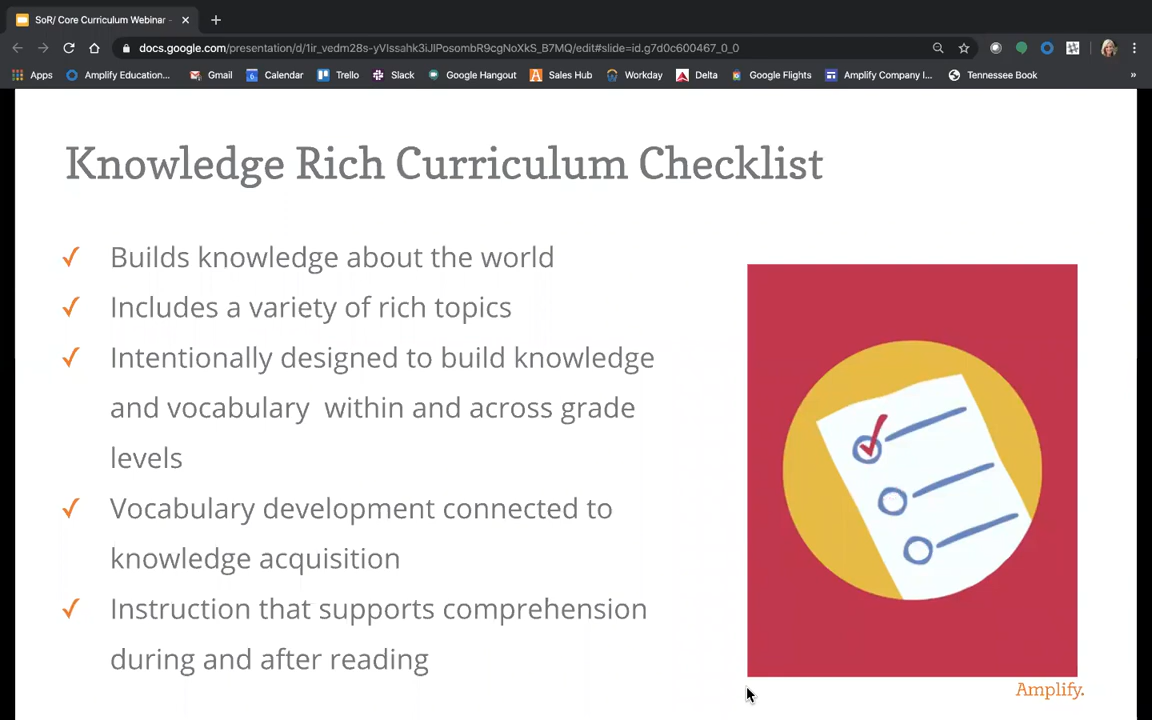 SoR/ Core Curriculum Webinar -
docs.google.com/presentation/d/1ir_vedm28s-yVIssahk3iJlPosombR9cgNoXkS_B7MQ/edit#slide=id.g7d0c600467_0_0
Apps Amplify Education... Gmail Calendar Trello Slack Google Hangout Sales Hub Workday Delta Google Flights Amplify Company I... Tennessee Book »
Knowledge Rich Curriculum Checklist
✓ Builds knowledge about the world
✓ Includes a variety of rich topics
✓ Intentionally designed to build knowledge
and vocabulary within and across grade
levels
✓ Vocabulary development connected to
knowledge acquisition
✓ Instruction that supports comprehension
during and after reading
Amplify.